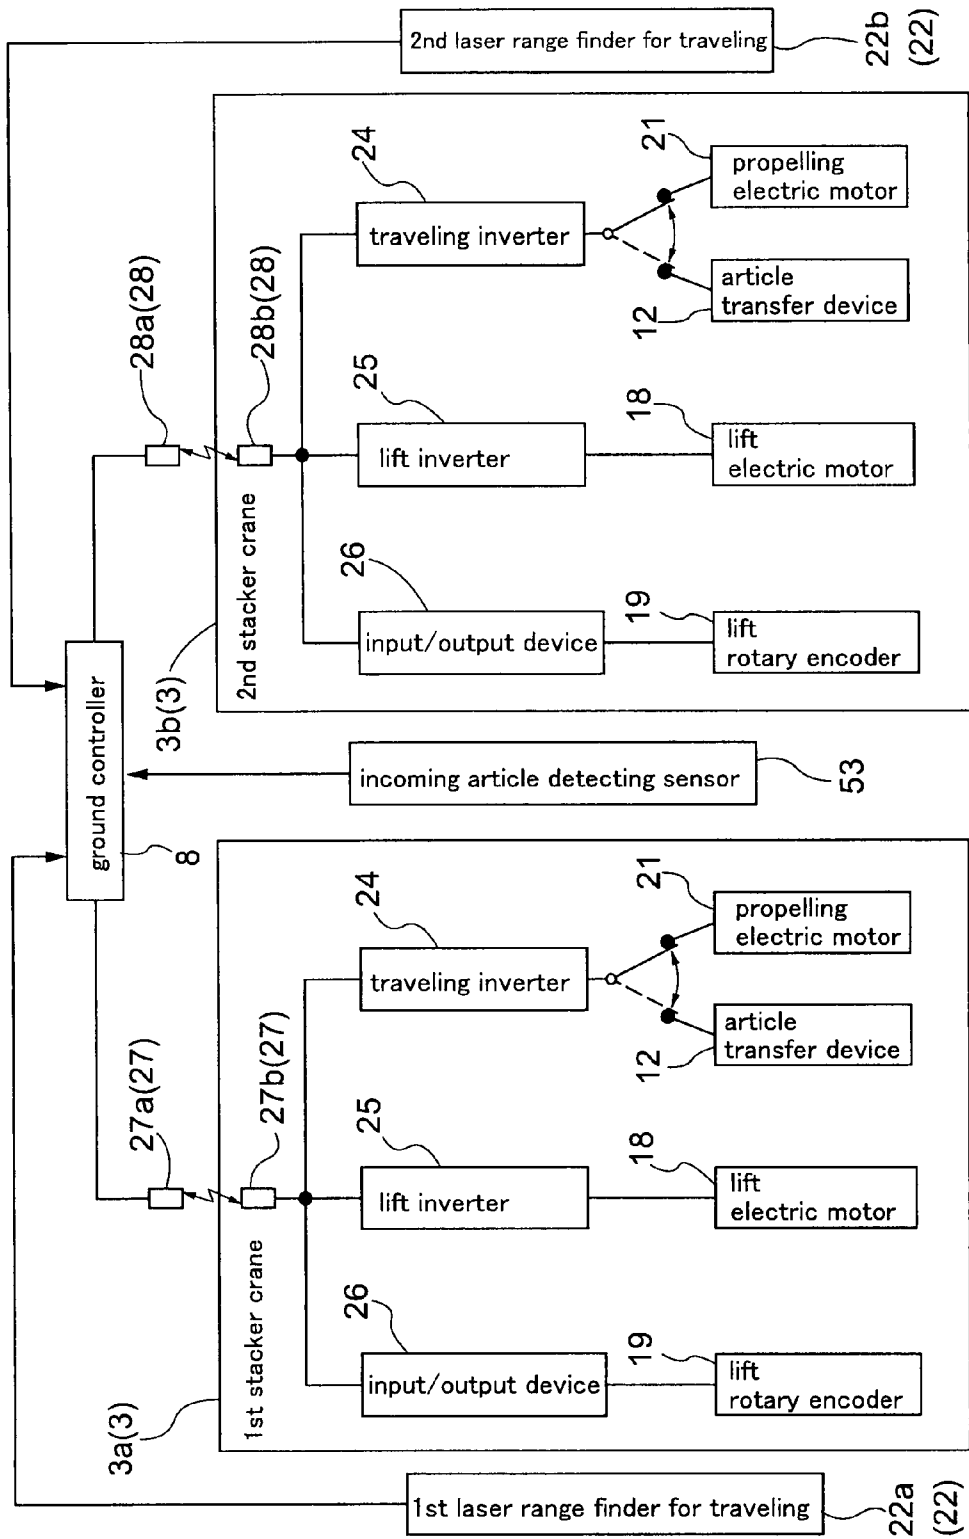 2nd laser range finder for traveling
22b
(22)
24
21
propelling
electric motor
traveling inverter
article
transfer device
12
28a(28)
28b(28)
25
18
lift
electric motor
lift inverter
2nd stacker crane
26
19
lift
rotary encoder
input/output device
3b(3)
ground controller
8
incoming article detecting sensor
53
24
21
propelling
electric motor
traveling inverter
article
transfer device
12
27a(27)
27b(27)
25
18
lift
electric motor
lift inverter
1st stacker crane
26
19
lift
rotary encoder
input/output device
3a(3)
1st laser range finder for traveling
22a
(22)